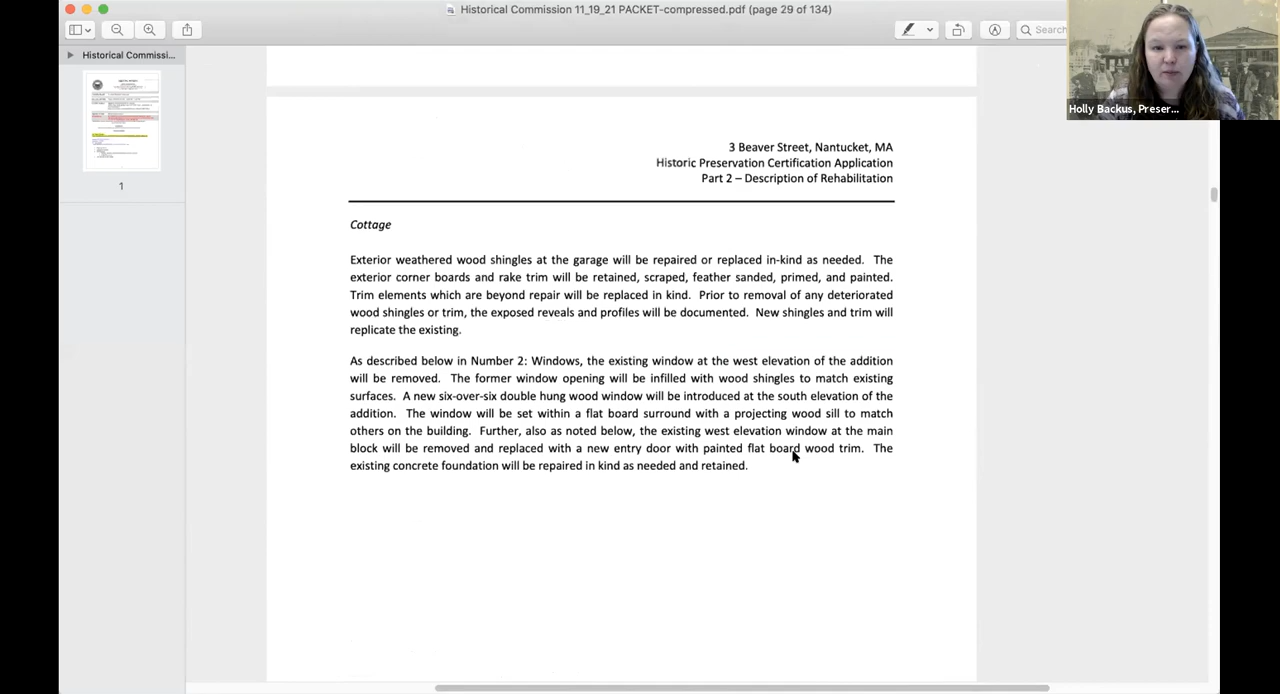 Historical Commission 11_19_21 PACKET-compressed.pdf (page 29 of 134)
Search
Historical Commissi...
1
Holly Backus, Preser...
3 Beaver Street, Nantucket, MA
Historic Preservation Certification Application
Part 2 – Description of Rehabilitation
Cottage
Exterior weathered wood shingles at the garage will be repaired or replaced in-kind as needed. The
exterior corner boards and rake trim will be retained, scraped, feather sanded, primed, and painted.
Trim elements which are beyond repair will be replaced in kind. Prior to removal of any deteriorated
wood shingles or trim, the exposed reveals and profiles will be documented. New shingles and trim will
replicate the existing.
As described below in Number 2: Windows, the existing window at the west elevation of the addition
will be removed. The former window opening will be infilled with wood shingles to match existing
surfaces. A new six-over-six double hung wood window will be introduced at the south elevation of the
addition. The window will be set within a flat board surround with a projecting wood sill to match
others on the building. Further, also as noted below, the existing west elevation window at the main
block will be removed and replaced with a new entry door with painted flat board wood trim. The
existing concrete foundation will be repaired in kind as needed and retained.